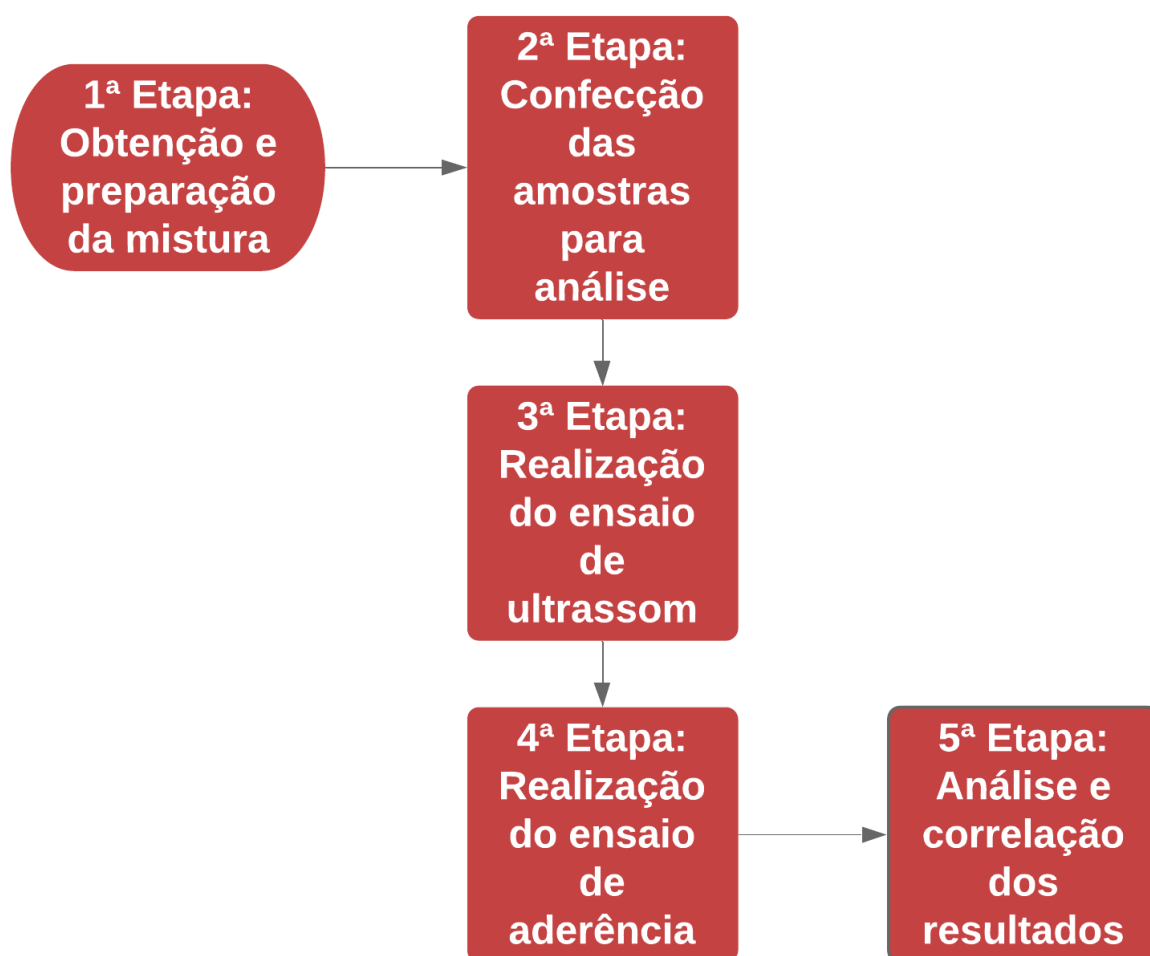 1ª Etapa:
Obtenção e
preparação
da mistura
2ª Etapa:
Confecção
das
amostras
para
análise
3ª Etapa:
Realização
do ensaio
de
ultrassom
4ª Etapa:
Realização
do ensaio
de
aderência
5ª Etapa:
Análise e
correlação
dos
resultados